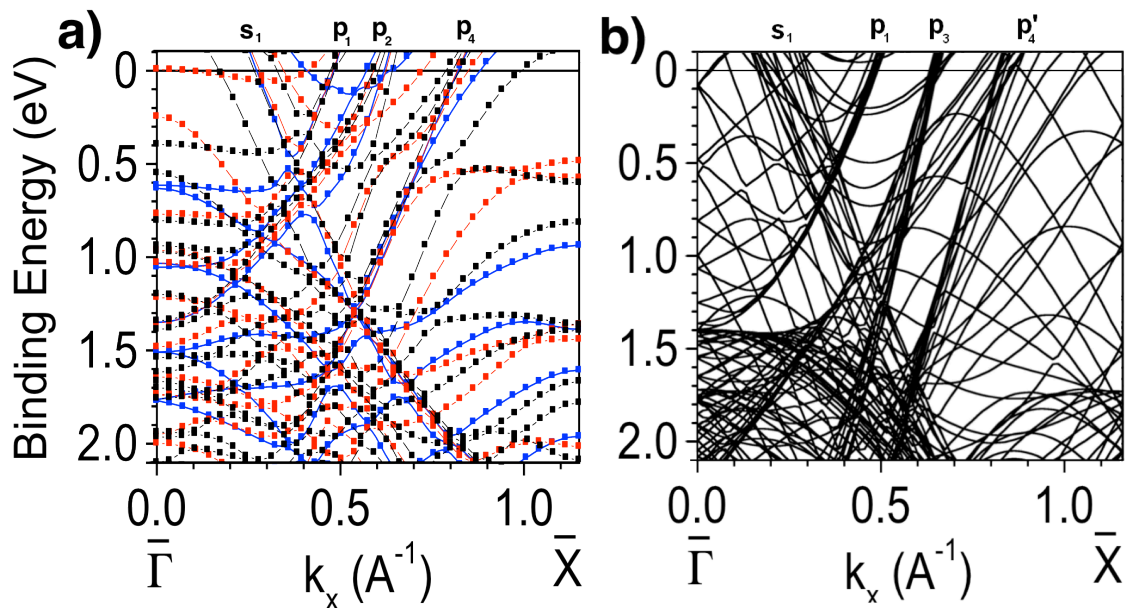 a) s₁ p₁ p₂ p₄
0
0.5
1.0
1.5
2.0
Binding Energy (eV)
0.0 0.5 1.0
Γ̅ kₓ (A⁻¹) X̅
b) s₁ p₁ p₃ p'₄
0
0.5
1.0
1.5
2.0
0.0 0.5 1.0
Γ̅ kₓ (A⁻¹) X̅